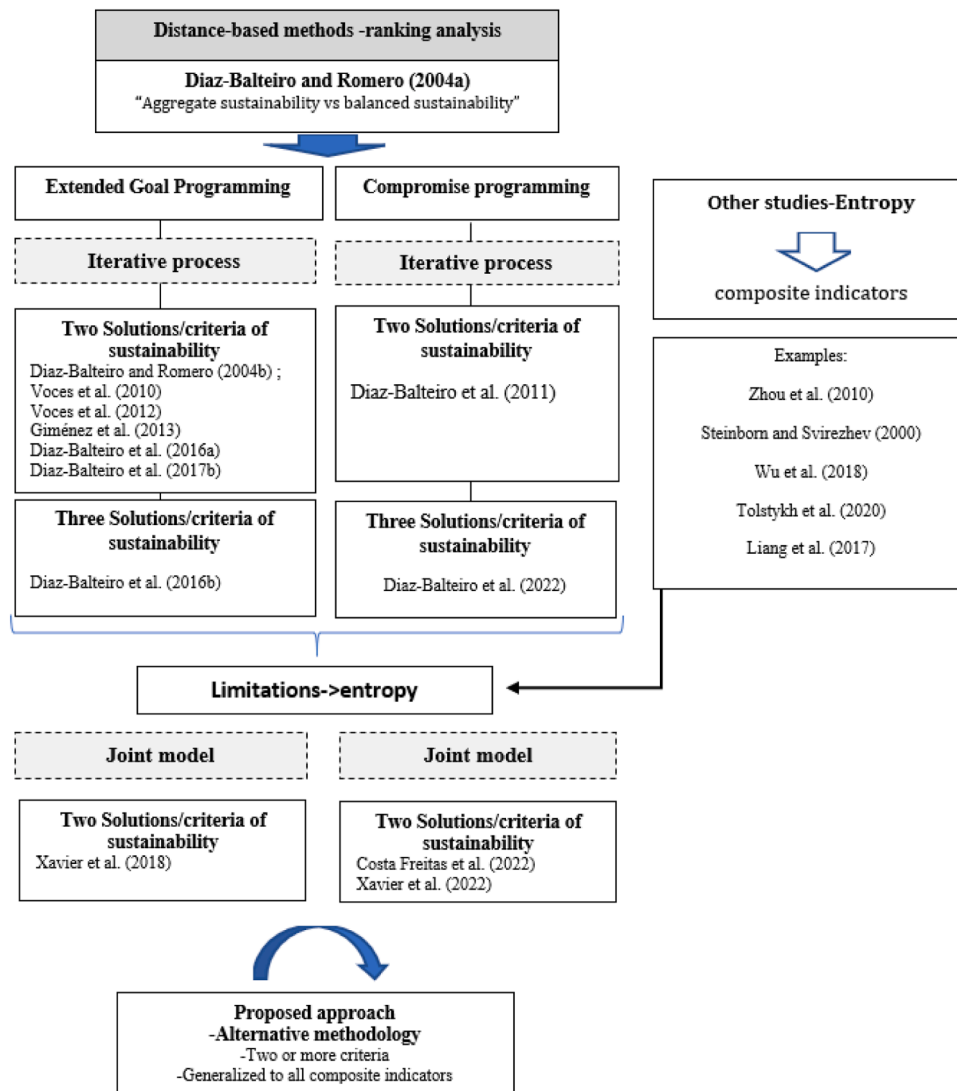 Distance-based methods -ranking analysis
Diaz-Balteiro and Romero (2004a)
“Aggregate sustainability vs balanced sustainability”
Extended Goal Programming
Iterative process
Two Solutions/criteria of
sustainability
Diaz-Balteiro and Romero (2004b) ;
Voces et al. (2010)
Voces et al. (2012)
Giménez et al. (2013)
Diaz-Balteiro et al. (2016a)
Diaz-Balteiro et al. (2017b)
Three Solutions/criteria of
sustainability
Diaz-Balteiro et al. (2016b)
Compromise programming
Iterative process
Two Solutions/criteria of
sustainability
Diaz-Balteiro et al. (2011)
Three Solutions/criteria of
sustainability
Diaz-Balteiro et al. (2022)
Other studies-Entropy
composite indicators
Examples:
Zhou et al. (2010)
Steinborn and Svirezhev (2000)
Wu et al. (2018)
Tolstykh et al. (2020)
Liang et al. (2017)
Limitations->entropy
Joint model
Two Solutions/criteria of
sustainability
Xavier et al. (2018)
Joint model
Two Solutions/criteria of
sustainability
Costa Freitas et al. (2022)
Xavier et al. (2022)
Proposed approach
-Alternative methodology
-Two or more criteria
-Generalized to all composite indicators